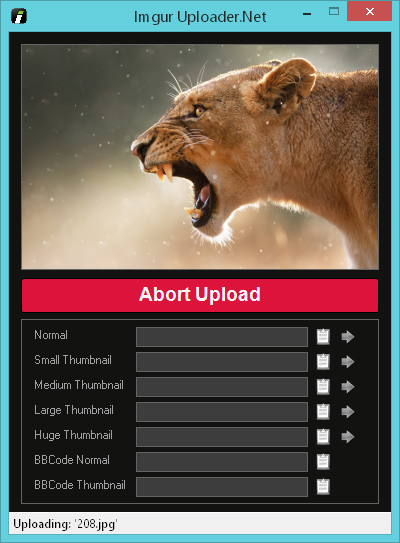 Imgur Uploader.Net
Abort Upload
Normal
Small Thumbnail
Medium Thumbnail
Large Thumbnail
Huge Thumbnail
BBCode Normal
BBCode Thumbnail
Uploading: '208.jpg'